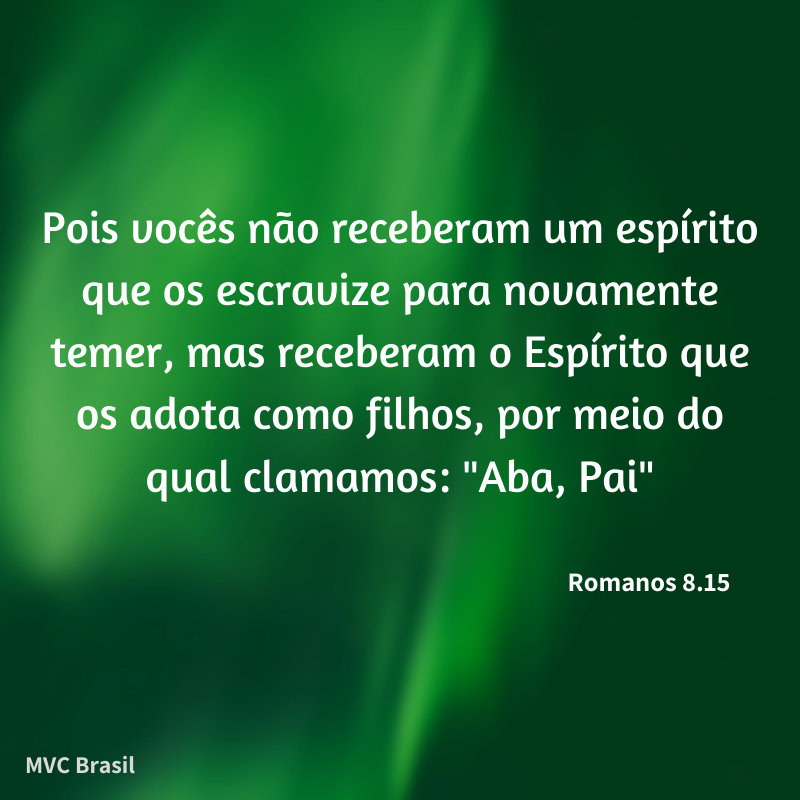 Pois vocês não receberam um espírito
que os escravize para novamente
temer, mas receberam o Espírito que
os adota como filhos, por meio do
qual clamamos: "Aba, Pai"
Romanos 8.15
MVC Brasil